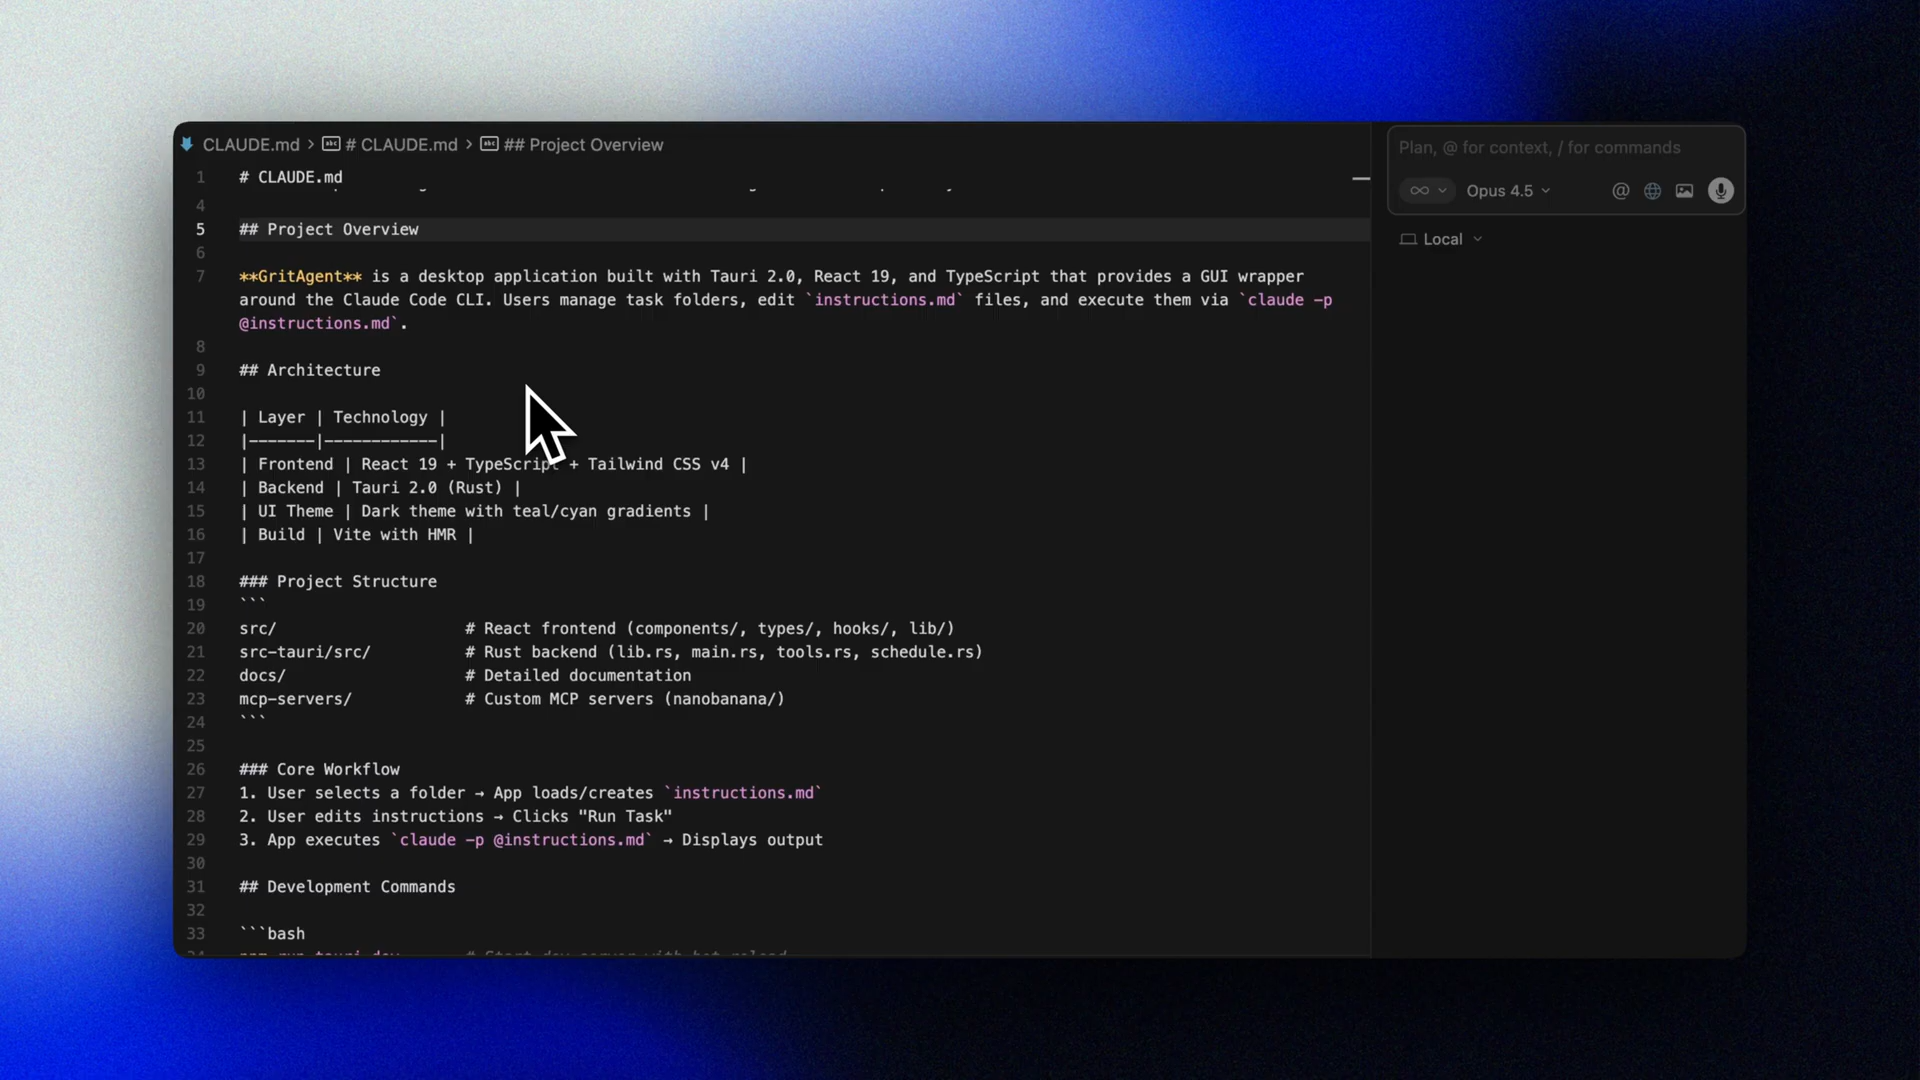 CLAUDE.md > # CLAUDE.md > ## Project Overview
1 # CLAUDE.md
4
5 ## Project Overview
6
7 **GritAgent** is a desktop application built with Tauri 2.0, React 19, and TypeScript that provides a GUI wrapper
around the Claude Code CLI. Users manage task folders, edit `instructions.md` files, and execute them via `claude -p
@instructions.md`.
8
9 ## Architecture
10
11 | Layer | Technology |
12 |-------|------------|
13 | Frontend | React 19 + TypeScript + Tailwind CSS v4 |
14 | Backend | Tauri 2.0 (Rust) |
15 | UI Theme | Dark theme with teal/cyan gradients |
16 | Build | Vite with HMR |
17
18 ### Project Structure
19 ```
20 src/ # React frontend (components/, types/, hooks/, lib/)
21 src-tauri/src/ # Rust backend (lib.rs, main.rs, tools.rs, schedule.rs)
22 docs/ # Detailed documentation
23 mcp-servers/ # Custom MCP servers (nanobanana/)
24 ```
25
26 ### Core Workflow
27 1. User selects a folder → App loads/creates `instructions.md`
28 2. User edits instructions → Clicks "Run Task"
29 3. App executes `claude -p @instructions.md` → Displays output
30
31 ## Development Commands
32
33 ```bash
Plan, @ for context, / for commands
Opus 4.5
Local